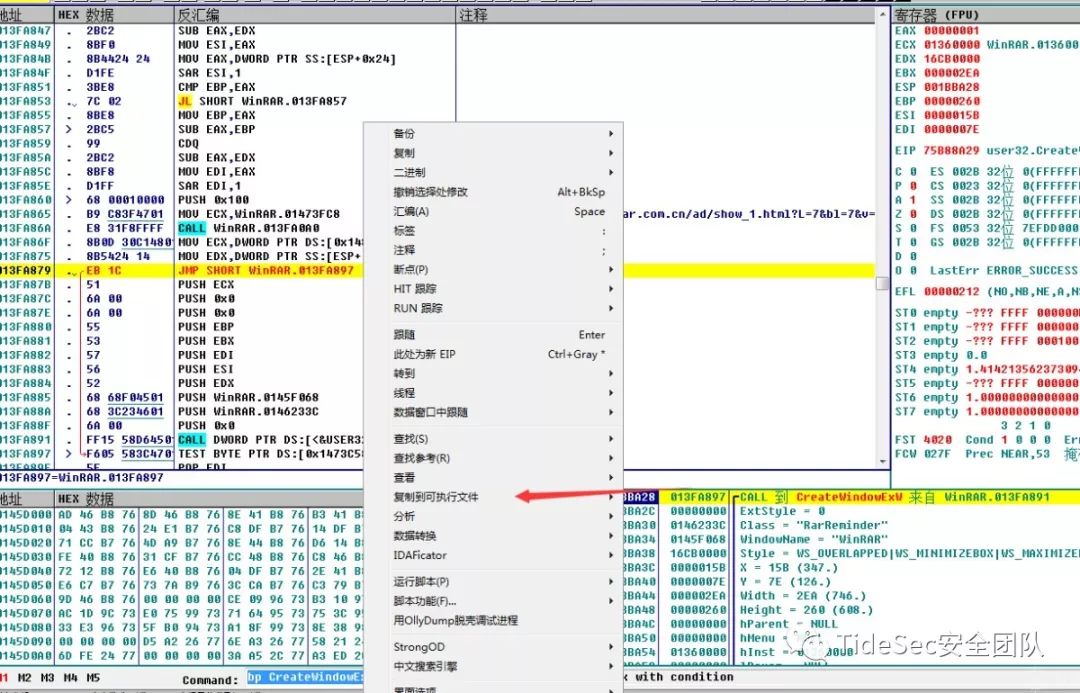 地址 HEX 数据 反汇编 注释
013FA847 . 2BC2 SUB EAX,EDX
013FA849 . 8BF0 MOV ESI,EAX
013FA84B . 8B4424 24 MOV EAX,DWORD PTR SS:[ESP+0x24]
013FA84F . D1FE SAR ESI,1
013FA851 . 3BE8 CMP EBP,EAX
013FA853 . 7C 02 JL SHORT WinRAR.013FA857
013FA855 . 8BE8 MOV EBP,EAX
013FA857 > 2BC5 SUB EAX,EBP
013FA859 . 99 CDQ
013FA85A . 2BC2 SUB EAX,EDX
013FA85C . 8BF8 MOV EDI,EAX
013FA85E . D1FF SAR EDI,1
013FA860 > 68 00010000 PUSH 0x100
013FA865 . B9 C83F4701 MOV ECX,WinRAR.01473FC8
013FA86A . E8 31F8FFFF CALL WinRAR.013FA0A0
013FA86F . 8B0D 30C14801 MOV ECX,DWORD PTR DS:[0x148
013FA875 . 8B5424 14 MOV EDX,DWORD PTR SS:[ESP+
013FA879 . EB 1C JMP SHORT WinRAR.013FA897
013FA87B . 51 PUSH ECX
013FA87C . 6A 00 PUSH 0x0
013FA87E . 6A 00 PUSH 0x0
013FA880 . 55 PUSH EBP
013FA881 . 53 PUSH EBX
013FA882 . 57 PUSH EDI
013FA883 . 56 PUSH ESI
013FA884 . 52 PUSH EDX
013FA885 . 68 68F04501 PUSH WinRAR.0145F068
013FA88A . 68 3C234601 PUSH WinRAR.0146233C
013FA88F . 6A 00 PUSH 0x0
013FA891 . FF15 58D64501 CALL DWORD PTR DS:[<&USER32
013FA897 > F605 583C4701 TEST BYTE PTR DS:[0x1473C58
013FA89E . 5F POP EDI
013FA897=WinRAR.013FA897
ar.com.cn/ad/show_1.html?L=7&bl=7&v=
备份
复制
二进制
撤销选择处修改 Alt+BkSp
汇编(A) Space
标签 :
注释 ;
断点(P)
HIT 跟踪
RUN 跟踪
跟随 Enter
此处为新 EIP Ctrl+Gray *
转到
线程
数据窗口中跟随
查找(S)
查找参考(R)
查看
复制到可执行文件
分析
数据转换
IDAFicator
运行脚本(P)
脚本功能(F)...
用OllyDump脱壳调试进程
StrongOD
中文搜索引擎
界面选项
寄存器 (FPU)
EAX 00000001
ECX 01360000 WinRAR.013600
EDX 16CB0000
EBX 000002EA
ESP 001BBA28
EBP 00000260
ESI 0000015B
EDI 0000007E
EIP 75B88A29 user32.Create
C 0 ES 002B 32位 0(FFFFFFF
P 0 CS 0023 32位 0(FFFFFFF
A 1 SS 002B 32位 0(FFFFFFF
Z 0 DS 002B 32位 0(FFFFFFF
S 0 FS 0053 32位 7EFDD000
T 0 GS 002B 32位 0(FFFFFFF
D 0
O 0 LastErr ERROR_SUCCESS
EFL 00000212 (NO,NB,NE,A,N
ST0 empty -??? FFFF 000000
ST1 empty -??? FFFF 000000
ST2 empty -??? FFFF 000100
ST3 empty 0.0
ST4 empty 1.41421356237309
ST5 empty -??? FFFF 000000
ST6 empty 1.00000000000000
ST7 empty 1.00000000000000
3 2 1 0
FST 4020 Cond 1 0 0 0 Er
FCW 027F Prec NEAR,53 掩
地址 HEX 数据
0145D000 AD 46 B8 76 8D 46 B8 76 8E 41 B8 76 B3 41 B
0145D010 04 43 B8 76 24 E1 B7 76 C8 DF B7 76 14 DF B
0145D020 71 CC B7 76 4D A9 B7 76 8E 44 B8 76 D6 14 B
0145D030 FE 40 B8 76 31 CF B7 76 CC 48 B8 76 C8 46 B
0145D040 72 12 B8 76 E6 40 B8 76 04 DF B7 76 2E 41 B
0145D050 E6 C7 B7 76 73 7A B9 76 3C CA B7 76 C3 79 B
0145D060 9D 46 B8 76 00 00 00 00 CE 09 96 73 B3 10 9
0145D070 AC 1D 9C 73 E0 75 99 73 71 64 95 73 75 3C 9
0145D080 33 E3 96 73 5F B0 94 73 A1 8F 99 73 8E 38 9
0145D090 00 00 00 00 D5 A2 26 77 6E A3 26 77 58 21 2
0145D0A0 6D FE 24 77 00 00 00 00 3A A5 2C 77 A3 ED 2
BBA28 013FA897 CALL 到 CreateWindowExW 来自 WinRAR.013FA891
BBA2C 00000000 ExtStyle = 0
BBA30 0146233C Class = "RarReminder"
BBA34 0145F068 WindowName = "WinRAR"
BBA38 16CB0000 Style = WS_OVERLAPPED|WS_MINIMIZEBOX|WS_MAXIMIZE
BBA3C 0000015B X = 15B (347.)
BBA40 0000007E Y = 7E (126.)
BBA44 000002EA Width = 2EA (746.)
BBA48 00000260 Height = 260 (608.)
BBA4C 00000000 hParent = NULL
BBA50 00000000 hMenu
BBA54 01360000 hInst
TideSec安全团队
M1 M2 M3 M4 M5 Command: bp CreateWindowEx k with condition